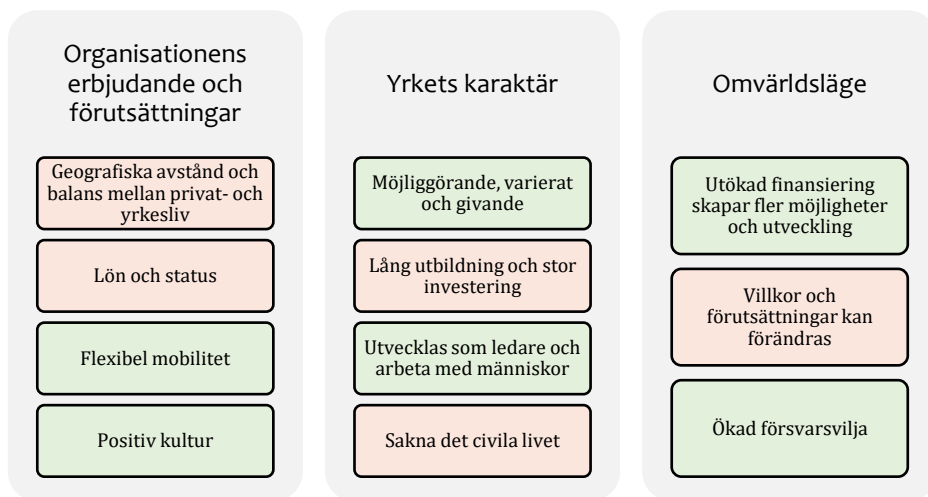 Organisationens
erbjudande och
förutsättningar
Geografiska avstånd och
balans mellan privat- och
yrkesliv
Lön och status
Flexibel mobilitet
Positiv kultur
Yrkets karaktär
Möjliggörande, varierat
och givande
Lång utbildning och stor
investering
Utvecklas som ledare och
arbeta med människor
Sakna det civila livet
Omvärldsläge
Utökad finansiering
skapar fler möjligheter
och utveckling
Villkor och
förutsättningar kan
förändras
Ökad försvarsvilja